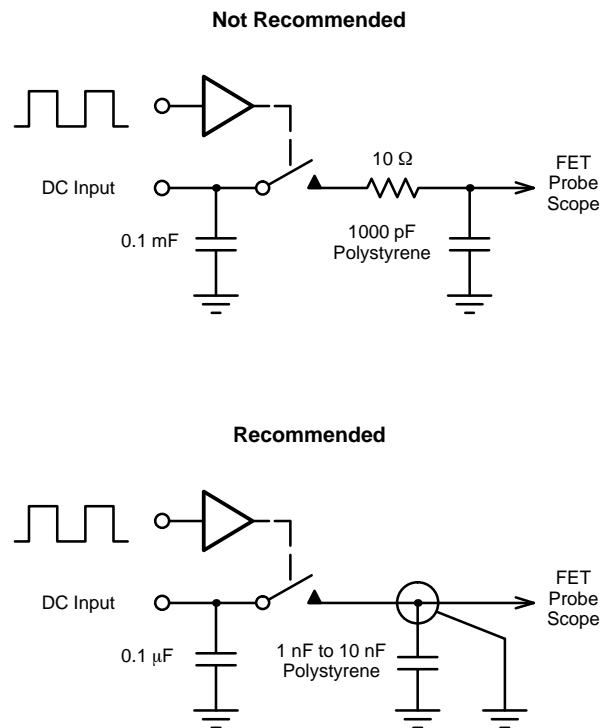 Not Recommended
10 Ω
DC Input
FET
Probe
Scope
0.1 mF
1000 pF
Polystyrene
Recommended
DC Input
FET
Probe
Scope
0.1 μF
1 nF to 10 nF
Polystyrene